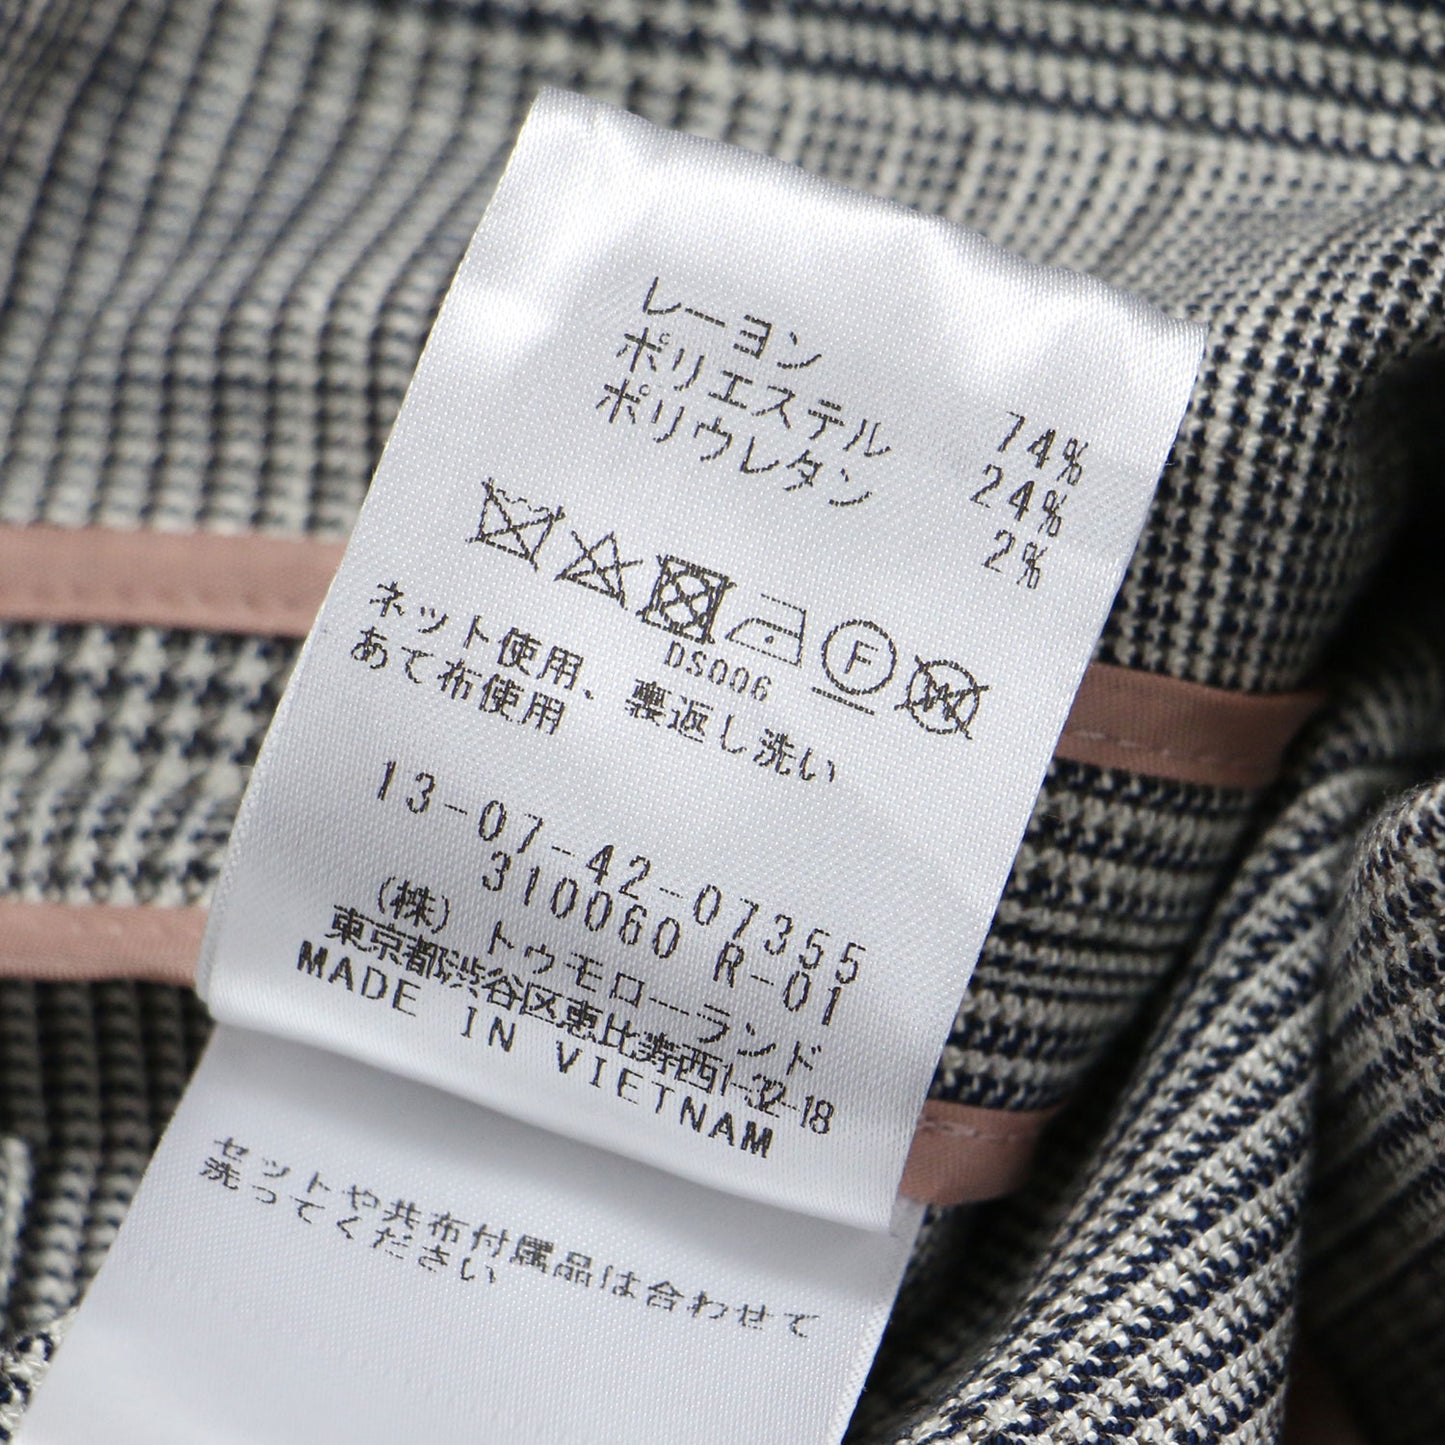 レーヨン 74%
ポリエステル 24%
ポリウレタン 2%
F
W
DS006
ネット使用、裏返し洗い
あて布使用
13-07-42-07355
310060 R-01
(株)トゥモローランド
東京都渋谷区恵比寿西1-32-18
MADE IN VIETNAM
セットや共布付属品は合わせて
洗ってください